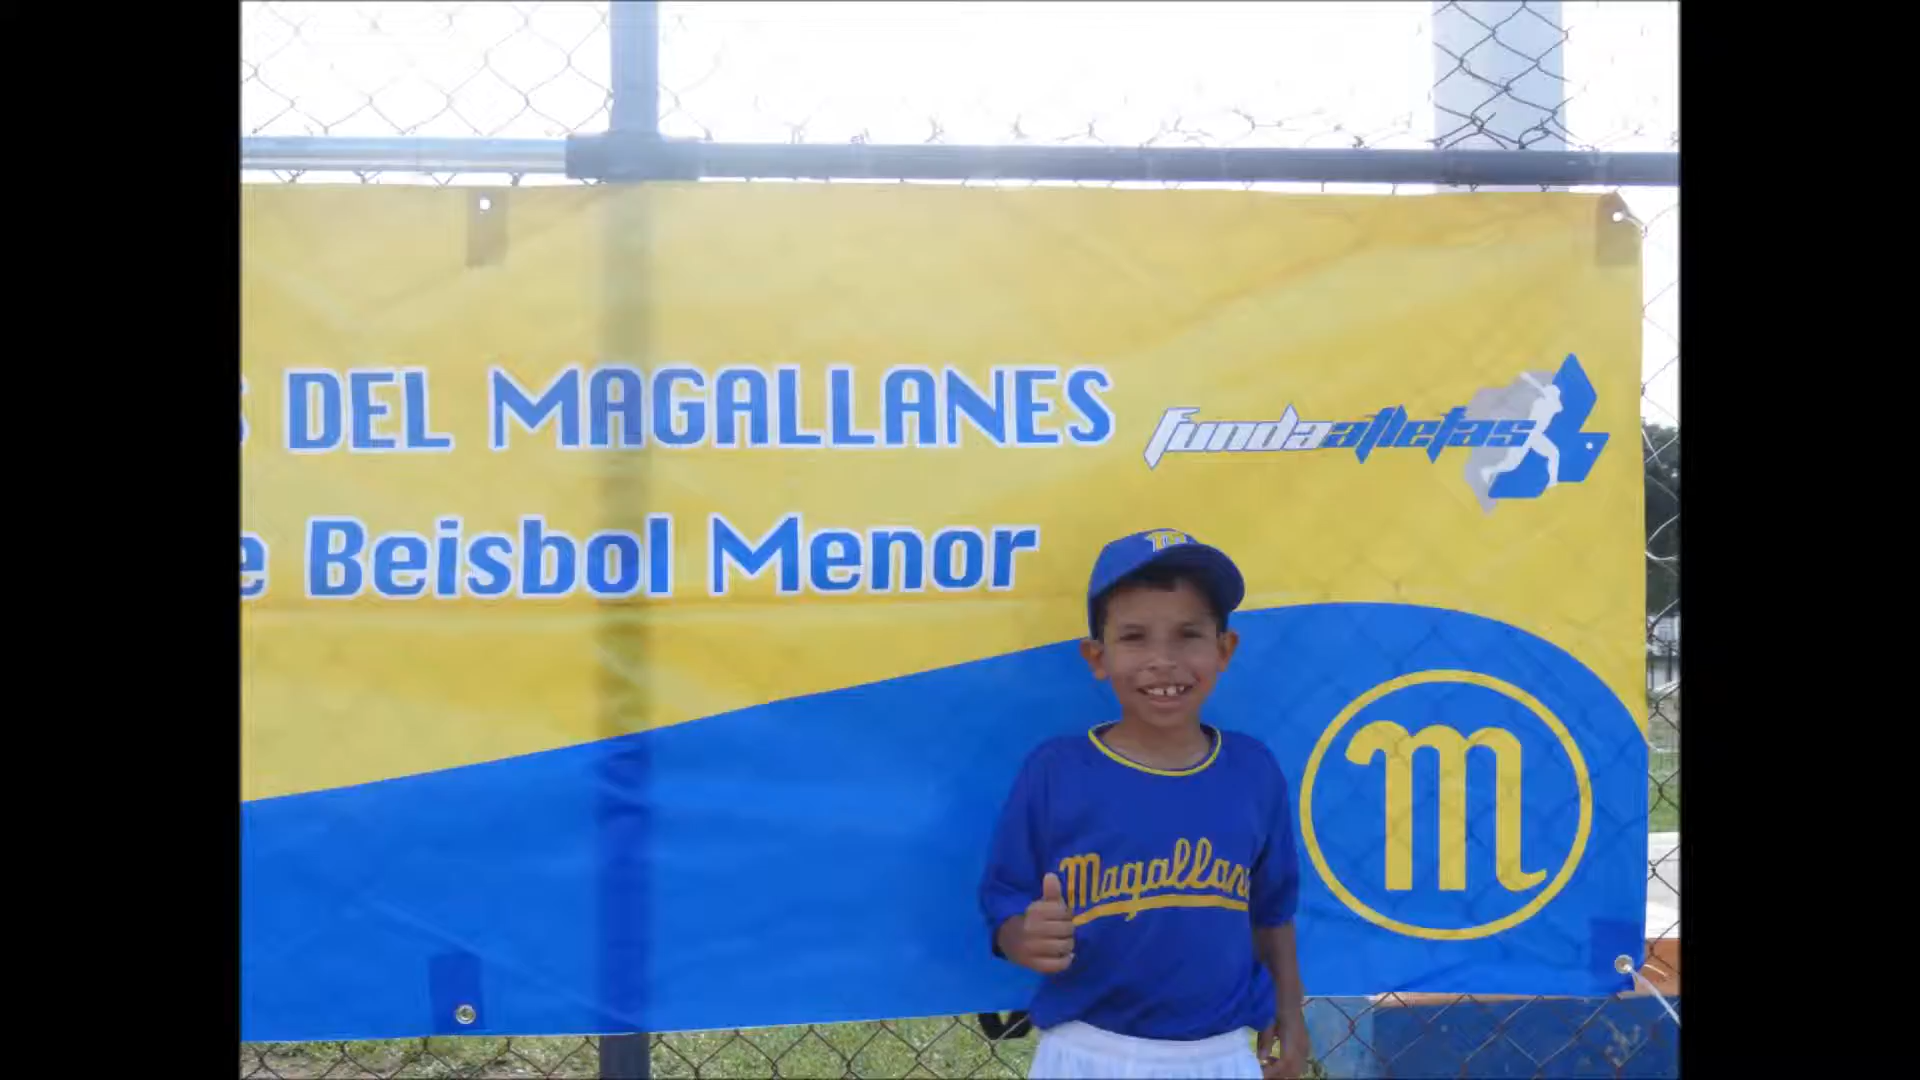 DEL MAGALLANES
fundaatletas
e Beisbol Menor
m
Magallan
m